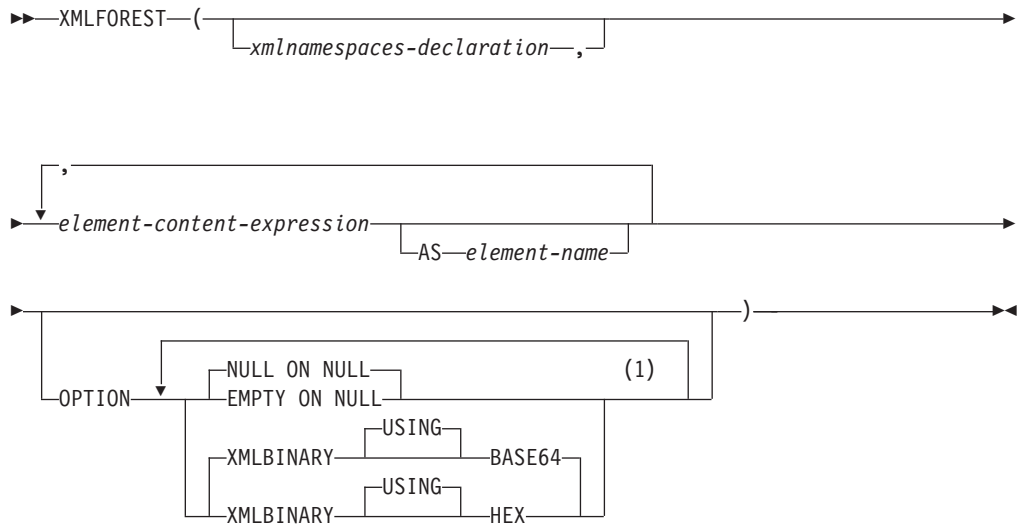 XMLFOREST (
xmlnamespaces-declaration ,
,
element-content-expression
AS element-name
)
NULL ON NULL (1)
OPTION EMPTY ON NULL
USING
XMLBINARY BASE64
USING
XMLBINARY HEX